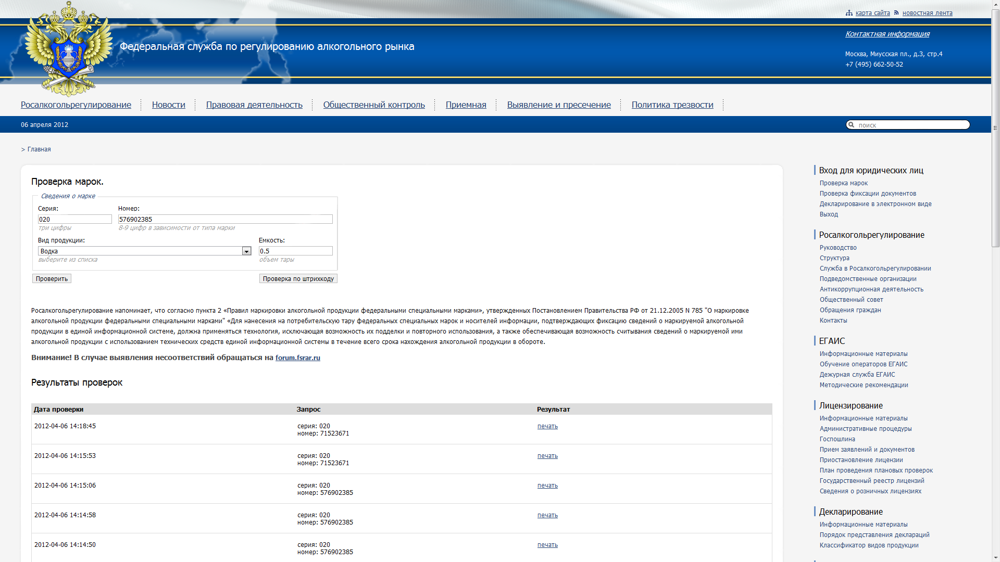 карта сайта новостная лента
Контактная информация
Федеральная служба по регулированию алкогольного рынка
Москва, Миусская пл., д.3, стр.4
+7 (495) 662-50-52
Росалкогольрегулирование Новости Правовая деятельность Общественный контроль Приемная Выявление и пресечение Политика трезвости
06 апреля 2012 поиск
> Главная
Проверка марок.
Сведения о марке
Серия: Номер:
020 576902385
три цифры 8-9 цифр в зависимости от типа марки
Вид продукции: Емкость:
Водка 0.5
выберите из списка объем тары
Проверить Проверка по штрихкоду
Росалкогольрегулирование напоминает, что согласно пункта 2 «Правил маркировки алкогольной продукции федеральными специальными марками», утвержденных Постановлением Правительства РФ от 21.12.2005 N 785 "О маркировке
алкогольной продукции федеральными специальными марками" «Для нанесения на потребительскую тару федеральных специальных марок и носителей информации, подтверждающих фиксацию сведений о маркируемой алкогольной
продукции в единой информационной системе, должна применяться технология, исключающая возможность их подделки и повторного использования, а также обеспечивающая возможность считывания сведений о маркируемой ими
алкогольной продукции с использованием технических средств единой информационной системы в течение всего срока нахождения алкогольной продукции в обороте.
Внимание! В случае выявления несоответствий обращаться на forum.fsrar.ru
Результаты проверок
Дата проверки Запрос Результат
2012-04-06 14:18:45 серия: 020 печать
номер: 71523671
2012-04-06 14:15:53 серия: 020 печать
номер: 71523671
2012-04-06 14:15:06 серия: 020 печать
номер: 576902385
2012-04-06 14:14:58 серия: 020 печать
номер: 576902385
2012-04-06 14:14:50 серия: 020 печать
номер: 576902385
Вход для юридических лиц
Проверка марок
Проверка фиксации документов
Декларирование в электронном виде
Выход
Росалкогольрегулирование
Руководство
Структура
Служба в Росалкогольрегулировании
Подведомственные организации
Антикоррупционная деятельность
Общественный совет
Обращения граждан
Контакты
ЕГАИС
Информационные материалы
Обучение операторов ЕГАИС
Дежурная служба ЕГАИС
Методические рекомендации
Лицензирование
Информационные материалы
Административные процедуры
Госпошлина
Прием заявлений и документов
Приостановление лицензии
План проведения плановых проверок
Государственный реестр лицензий
Сведения о розничных лицензиях
Декларирование
Информационные материалы
Порядок представления деклараций
Классификатор видов продукции